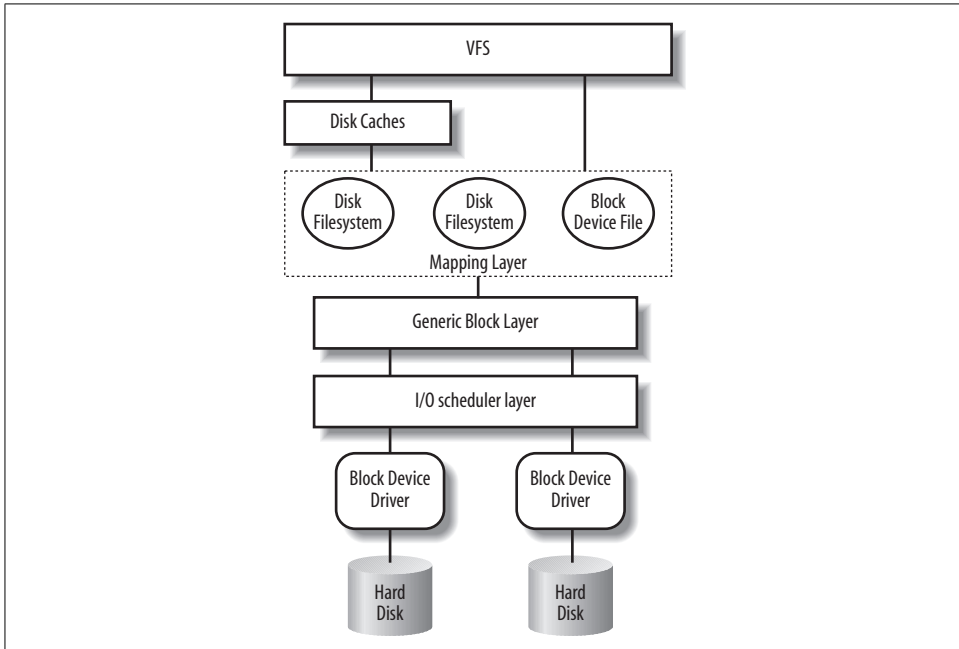 VFS
Disk Caches
Disk
Filesystem
Disk
Filesystem
Block
Device File
Mapping Layer
Generic Block Layer
I/O scheduler layer
Block Device
Driver
Block Device
Driver
Hard
Disk
Hard
Disk